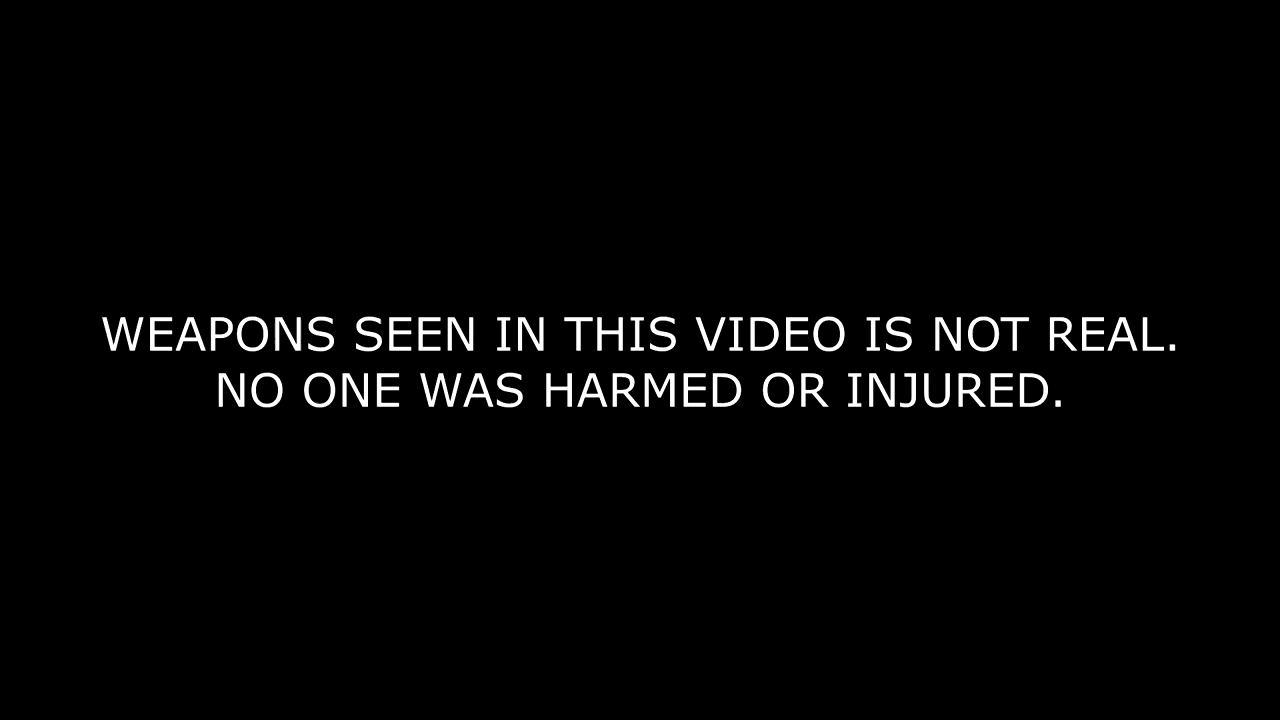 WEAPONS SEEN IN THIS VIDEO IS NOT REAL.
NO ONE WAS HARMED OR INJURED.